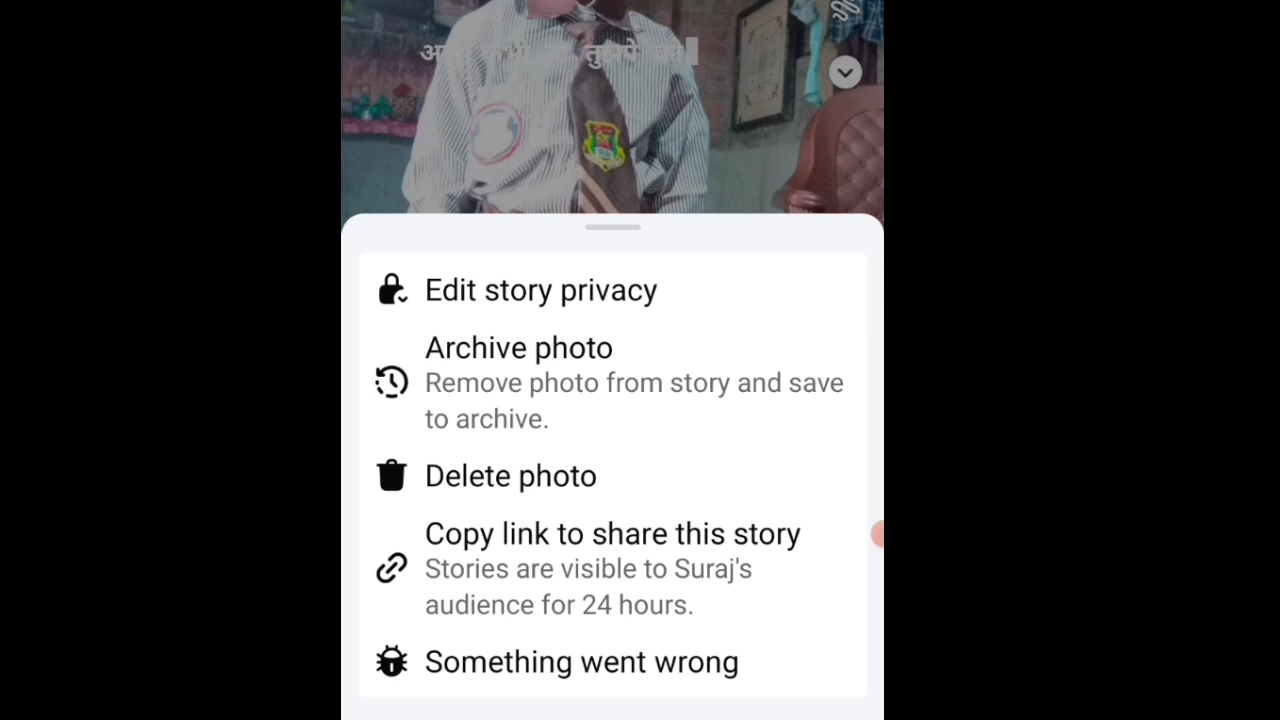 Edit story privacy
Archive photo
Remove photo from story and save
to archive.
Delete photo
Copy link to share this story
Stories are visible to Suraj's
audience for 24 hours.
Something went wrong